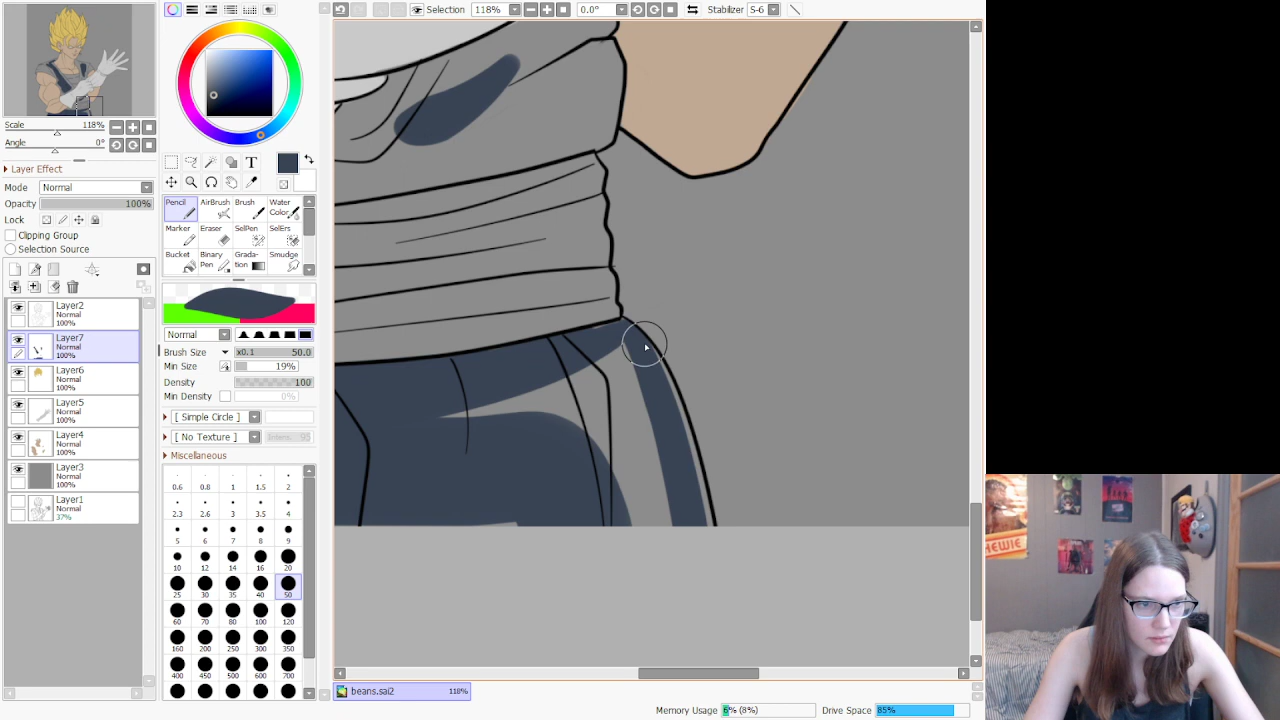 Selection 118% 0.0° Stabilizer S-6
Scale 118%
Angle 0°
Layer Effect
Mode Normal
Opacity 100%
Lock
Clipping Group
Selection Source
Layer2
Normal
100%
Layer7
Normal
100%
Layer6
Normal
100%
Layer5
Normal
100%
Layer4
Normal
100%
Layer3
Normal
100%
Layer1
Normal
37%
T
Pencil AirBrush Brush Water Color
Marker Eraser SelPen SelErs
Bucket Binary Pen Grada-tion Smudge
Normal
Brush Size x0.1 50.0
Min Size 19%
Density 100
Min Density 0%
[ Simple Circle ]
[ No Texture ] 95
Miscellaneous
0.6 0.8 1 1.5 2
2.3 2.6 3 3.5 4
5 6 7 8 9
10 12 14 16 20
25 30 35 40 50
60 70 80 100 120
160 200 250 300 350
400 450 500 600 700
beans.sai2 118%
Memory Usage 6% (8%) Drive Space 85%
HEWIE